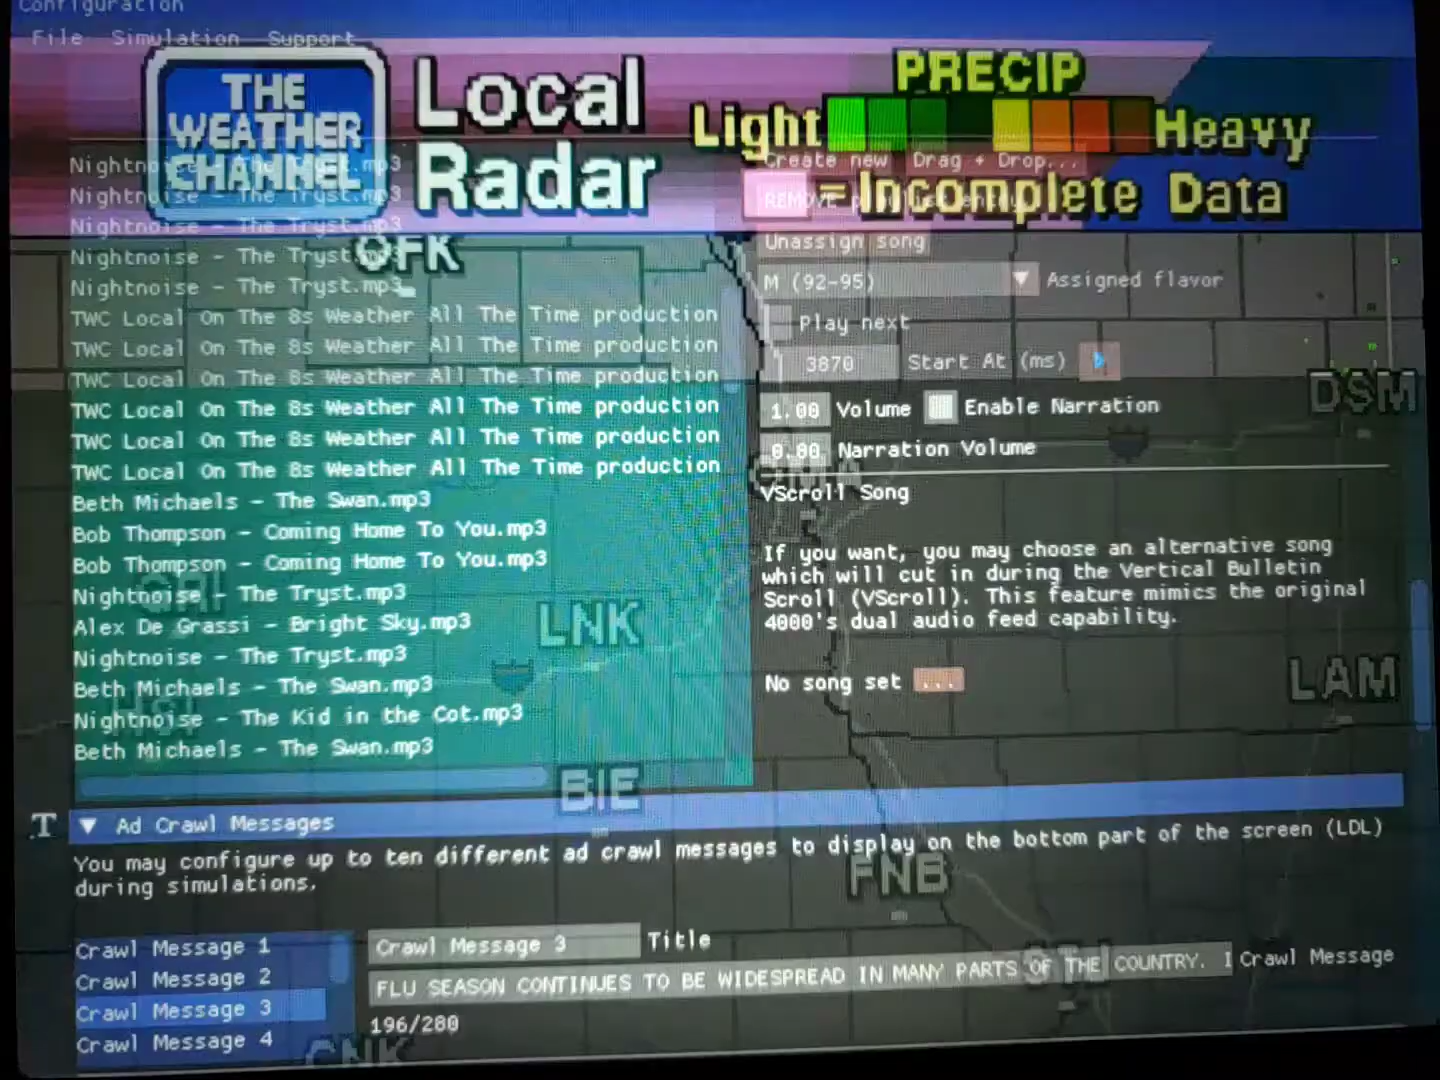 Configuration
File Simulation Support
THE WEATHER CHANNEL
Local Radar
PRECIP
Light Heavy
= Incomplete Data
Nightnoise - The Tryst.mp3
Nightnoise - The Tryst.mp3
Nightnoise - The Tryst.mp3
Nightnoise - The Tryst.mp3
Nightnoise - The Tryst.mp3
TWC Local On The 8s Weather All The Time production
TWC Local On The 8s Weather All The Time production
TWC Local On The 8s Weather All The Time production
TWC Local On The 8s Weather All The Time production
TWC Local On The 8s Weather All The Time production
TWC Local On The 8s Weather All The Time production
Beth Michaels - The Swan.mp3
Bob Thompson - Coming Home To You.mp3
Bob Thompson - Coming Home To You.mp3
Nightnoise - The Tryst.mp3
Alex De Grassi - Bright Sky.mp3
Nightnoise - The Tryst.mp3
Beth Michaels - The Swan.mp3
Nightnoise - The Kid in the Cot.mp3
Beth Michaels - The Swan.mp3
Create new Drag + Drop...
REMOVE playlist entry
Unassign song
M (92-95) Assigned flavor
Play next
3870 Start At (ms)
1.00 Volume Enable Narration
0.80 Narration Volume
VScroll Song
If you want, you may choose an alternative song
which will cut in during the Vertical Bulletin
Scroll (VScroll). This feature mimics the original
4000's dual audio feed capability.
No song set ...
OFK
DSM
OMA
GRI
LNK
LAM
HSI
BIE
FNB
STJ
CNK
T
Ad Crawl Messages
You may configure up to ten different ad crawl messages to display on the bottom part of the screen (LDL)
during simulations.
Crawl Message 1
Crawl Message 2
Crawl Message 3
Crawl Message 4
Crawl Message 3 Title
FLU SEASON CONTINUES TO BE WIDESPREAD IN MANY PARTS OF THE COUNTRY. I Crawl Message
196/280